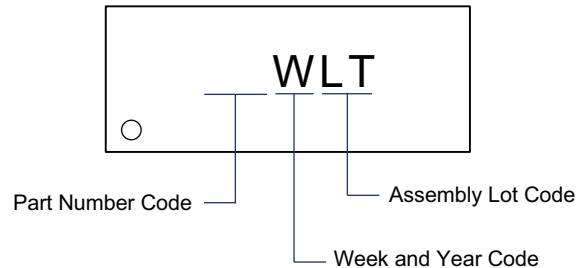 WLT
Part Number Code
Assembly Lot Code
Week and Year Code